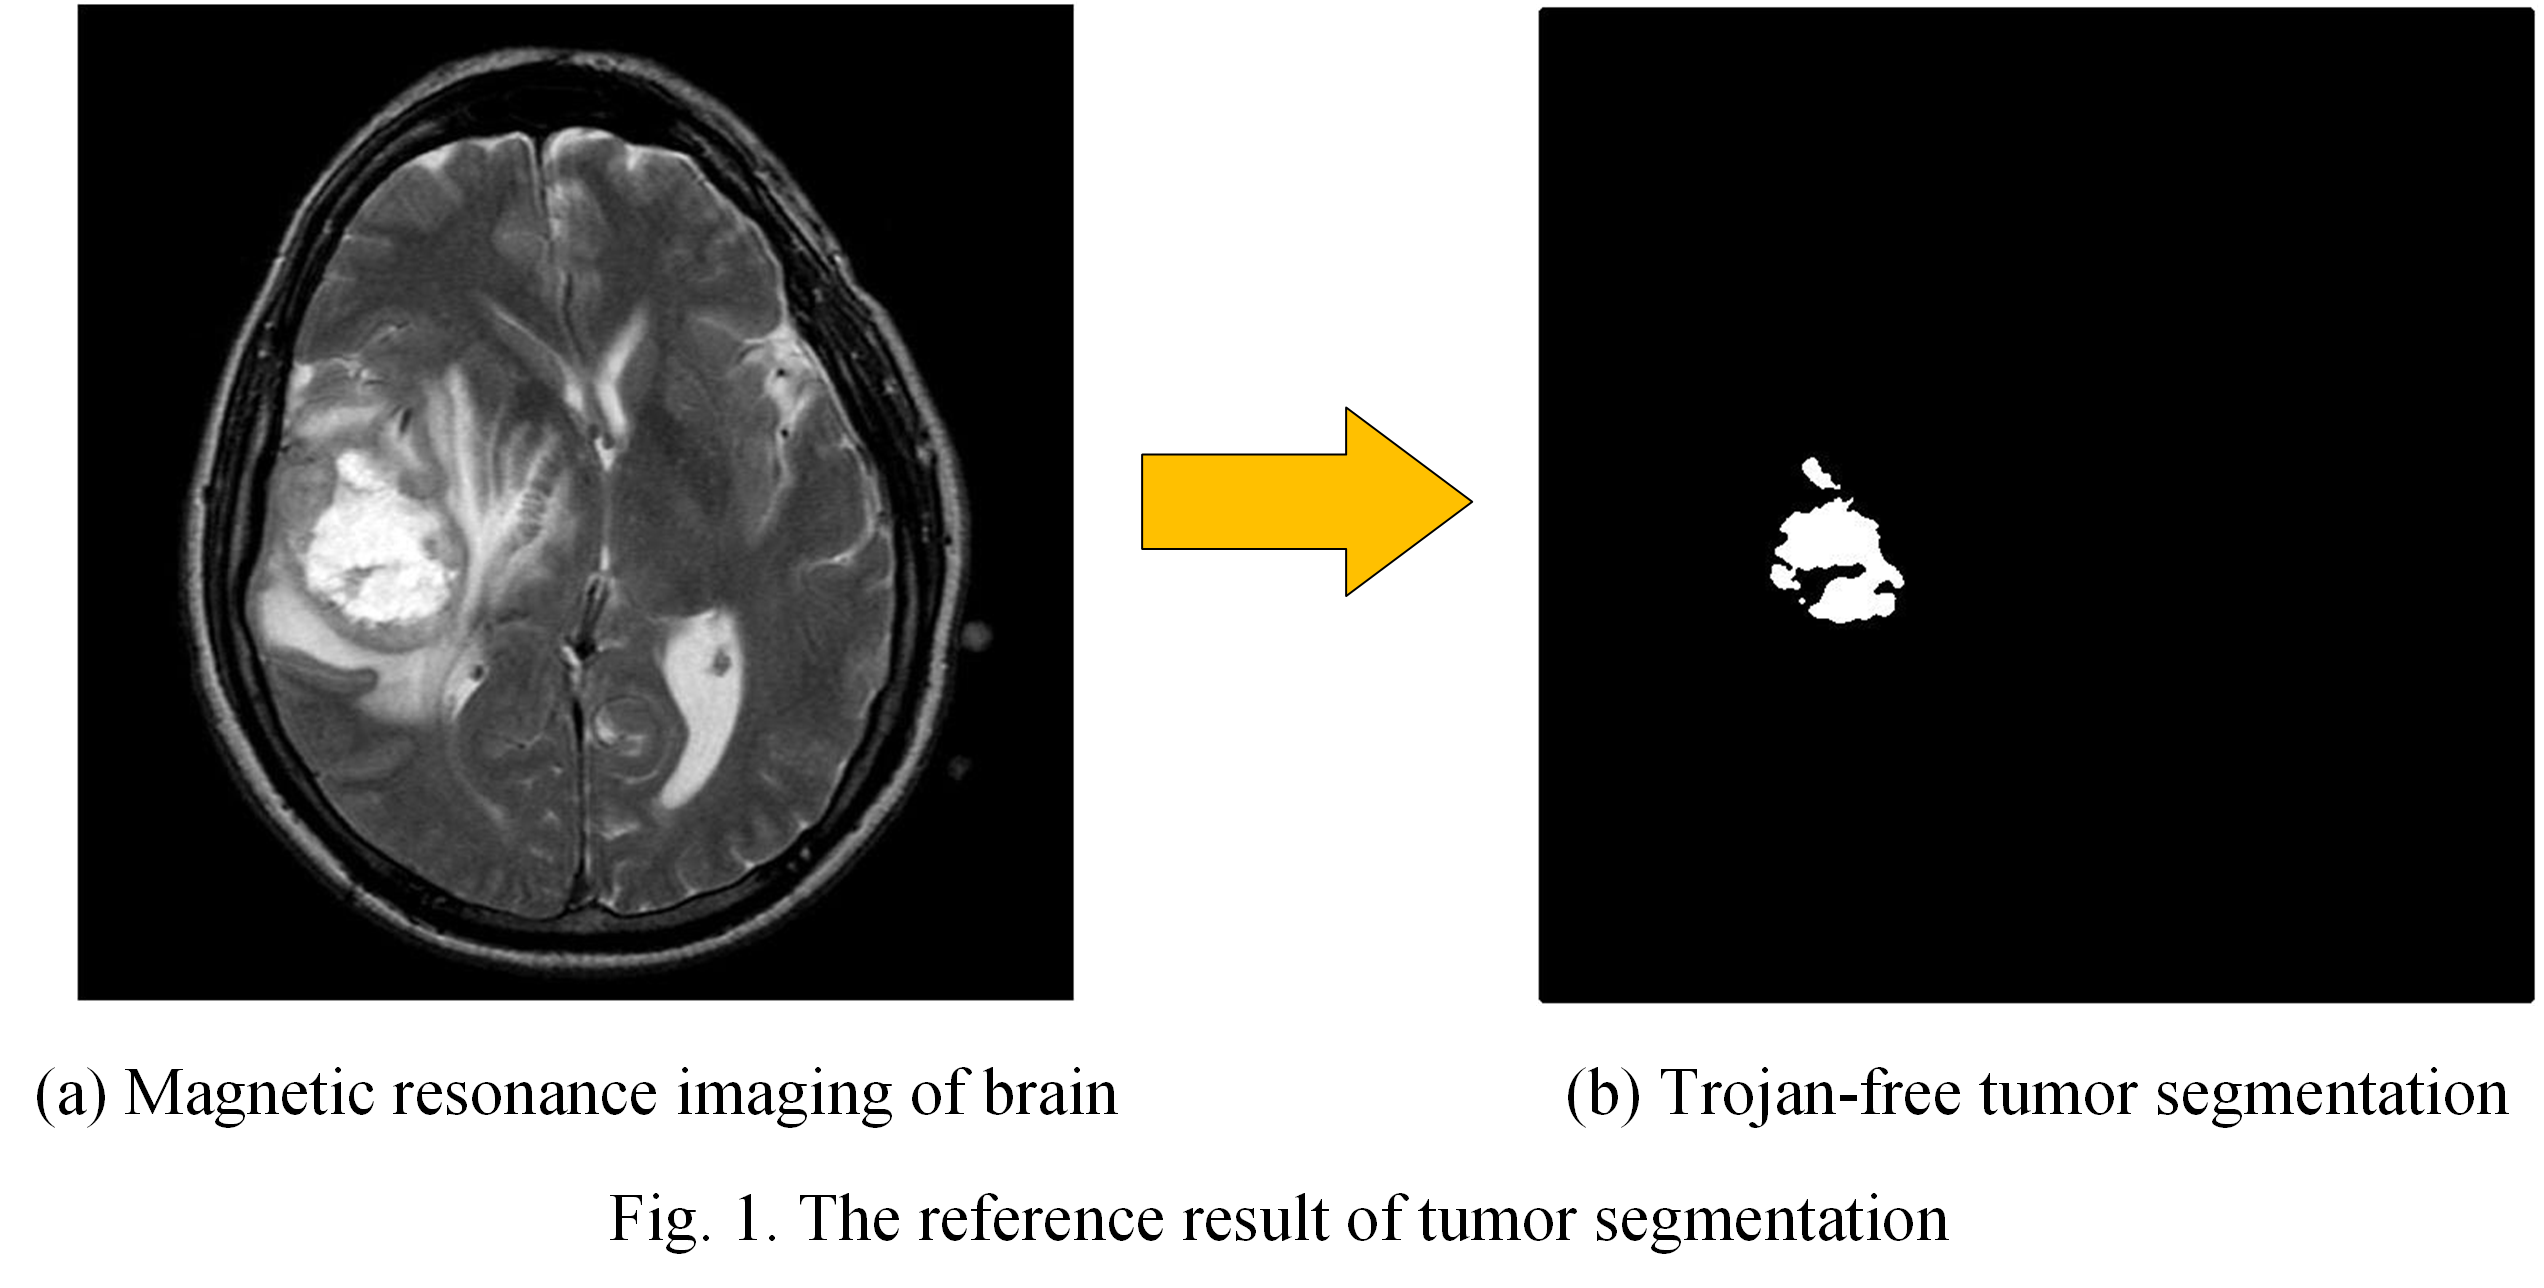 (a) Magnetic resonance imaging of brain
(b) Trojan-free tumor segmentation
Fig. 1. The reference result of tumor segmentation